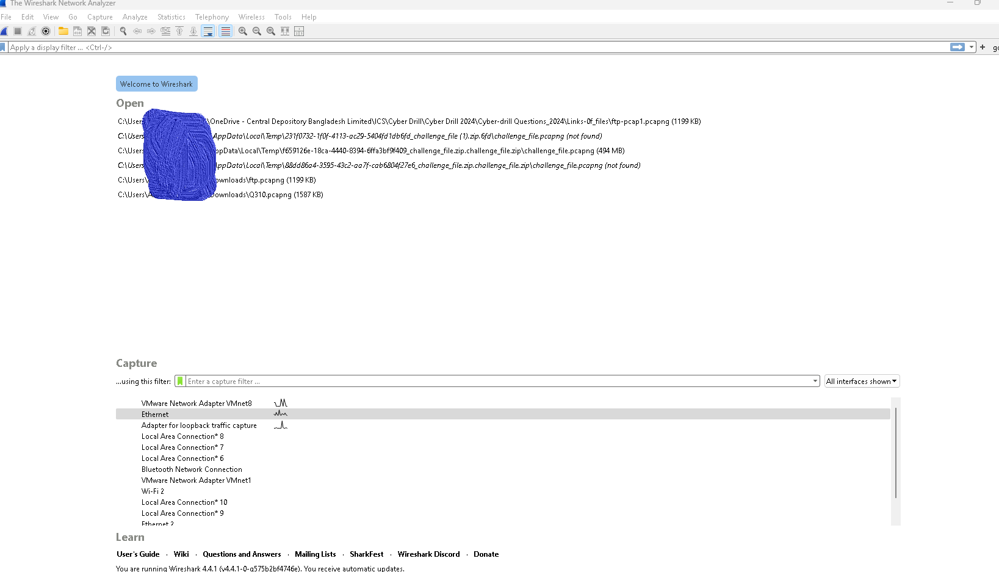 The Wireshark Network Analyzer
File Edit View Go Capture Analyze Statistics Telephony Wireless Tools Help
Apply a display filter ... <Ctrl-/>
Welcome to Wireshark
Open
C:\Users \OneDrive - Central Depository Bangladesh Limited\ICS\Cyber Drill\Cyber Drill 2024\Cyber-drill Questions_2024\Links-0f_files\ftp-pcap1.pcapng (1199 KB)
C:\Users AppData\Local\Temp\231f0732-1f0f-4113-ac29-5404fd1db6fd_challenge_file (1).zip.6fd\challenge_file.pcapng (not found)
C:\Users ppData\Local\Temp\f659126e-18ca-4440-8394-6ffa3bf9f409_challenge_file.zip.challenge_file.zip\challenge_file.pcapng (494 MB)
C:\Users ppData\Local\Temp\88dd86a4-3595-43c2-aa7f-cab6804f27e6_challenge_file.zip.challenge_file.zip\challenge_file.pcapng (not found)
C:\Users\ ownloads\ftp.pcapng (1199 KB)
C:\Users\A Downloads\Q310.pcapng (1587 KB)
Capture
...using this filter: Enter a capture filter ... All interfaces shown
VMware Network Adapter VMnet8
Ethernet
Adapter for loopback traffic capture
Local Area Connection* 8
Local Area Connection* 7
Local Area Connection* 6
Bluetooth Network Connection
VMware Network Adapter VMnet1
Wi-Fi 2
Local Area Connection* 10
Local Area Connection* 9
Ethernet 2
Learn
User's Guide · Wiki · Questions and Answers · Mailing Lists · SharkFest · Wireshark Discord · Donate
You are running Wireshark 4.4.1 (v4.4.1-0-g575b2bf4746e). You receive automatic updates.